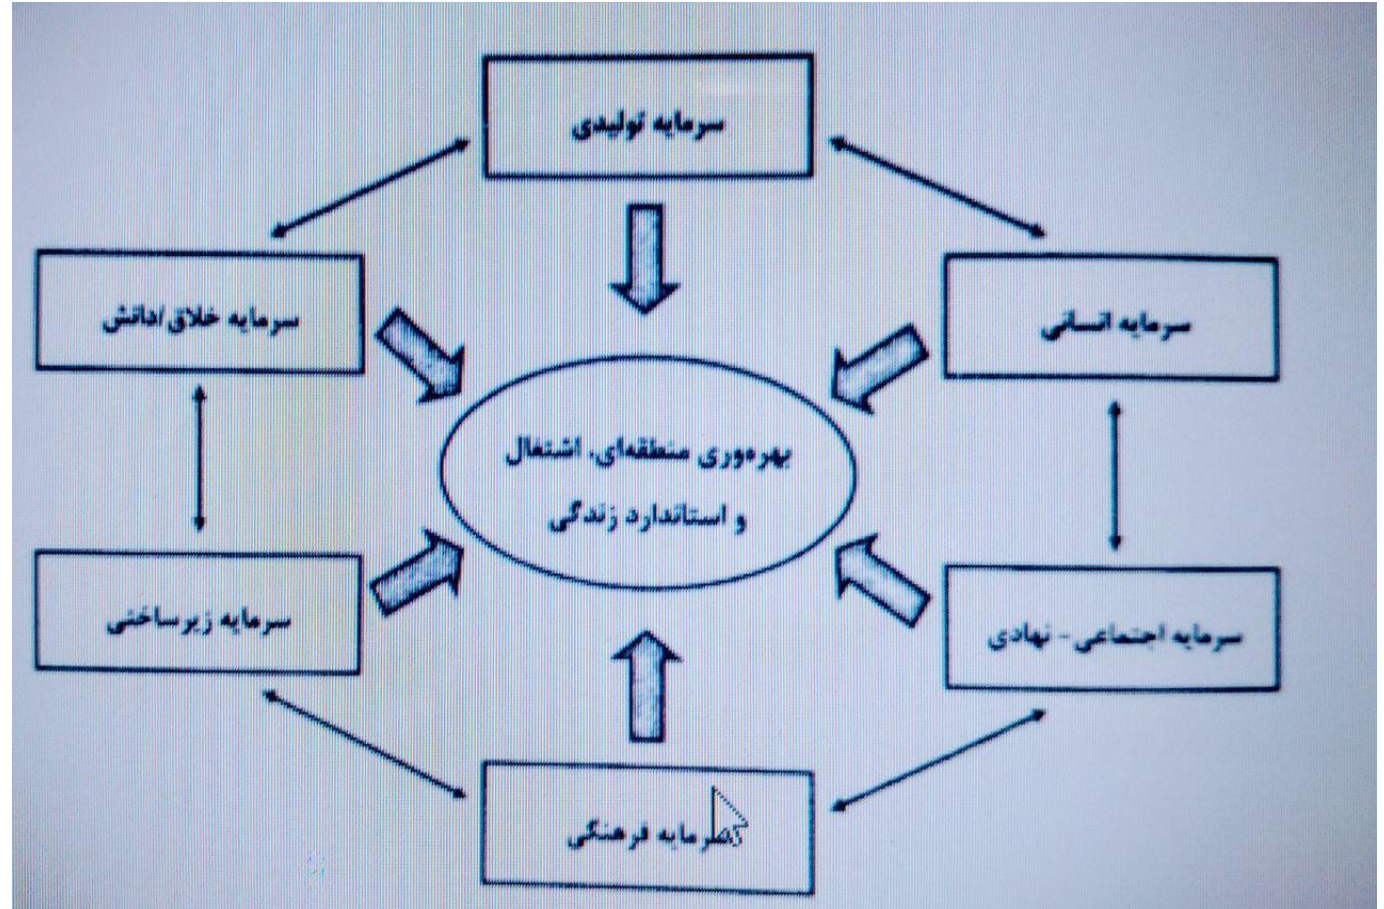 سرمایه تولیدی
سرمایه انسانی
سرمایه خلاق/دانش
بهره‌وری منطقه‌ای، اشتغال
و استاندارد زندگی
سرمایه اجتماعی - نهادی
سرمایه زیرساختی
سرمایه فرهنگی